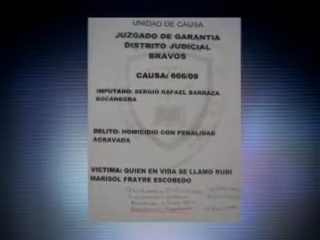 UNIDAD DE CAUSA
JUZGADO DE GARANTIA
DISTRITO JUDICIAL
BRAVOS
CAUSA: 666/09
IMPUTADO: SERGIO RAFAEL BARRAZA
BOCANEGRA
DELITO: HOMICIDIO CON PENALIDAD
AGRAVADA
VICTIMA: QUIEN EN VIDA SE LLAMO RUBI
MARISOL FRAYRE ESCOBEDO